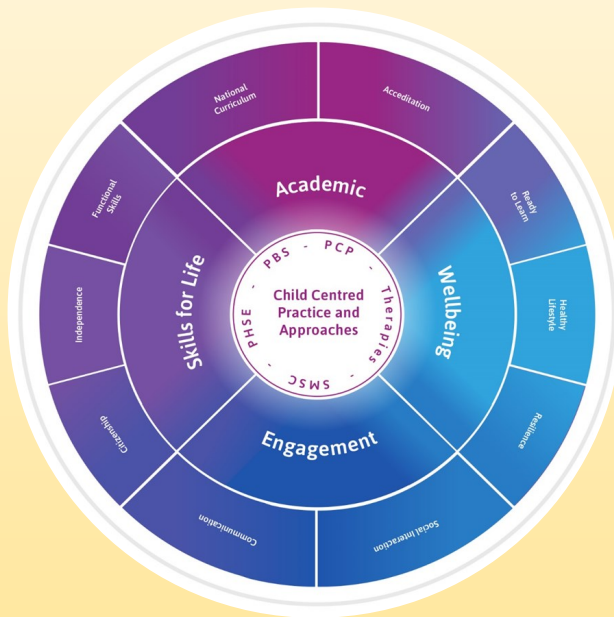 National
Curriculum
Acceditation
Ready
to Learn
Healthy
Lifestyle
Resilience
Social Interaction
Communication
Citizenship
Independence
Functional
Skills
Academic
Wellbeing
Engagement
Skills for Life
PHSE - PBS - PCP - Therapies - SMSC -
Child Centred
Practice and
Approaches